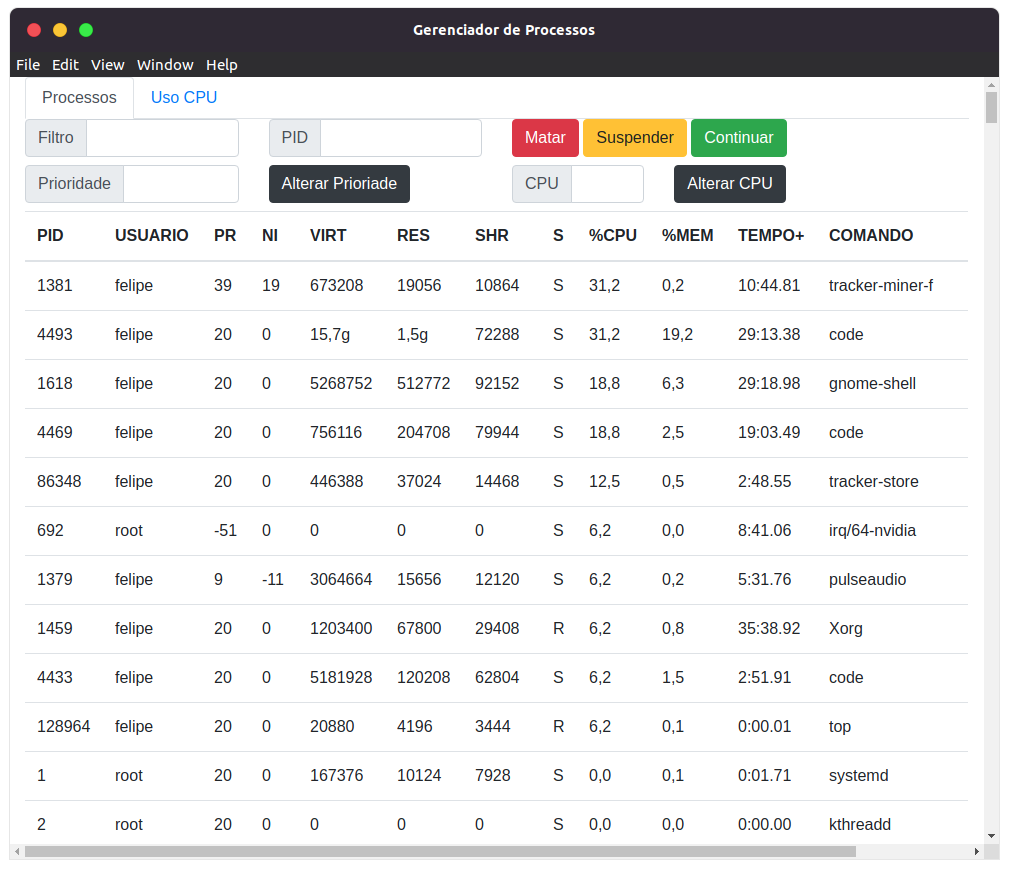 Gerenciador de Processos
File Edit View Window Help
Processos Uso CPU
Filtro PID Matar Suspender Continuar
Prioridade Alterar Prioriade CPU Alterar CPU
PID USUARIO PR NI VIRT RES SHR S %CPU %MEM TEMPO+ COMANDO
1381 felipe 39 19 673208 19056 10864 S 31,2 0,2 10:44.81 tracker-miner-f
4493 felipe 20 0 15,7g 1,5g 72288 S 31,2 19,2 29:13.38 code
1618 felipe 20 0 5268752 512772 92152 S 18,8 6,3 29:18.98 gnome-shell
4469 felipe 20 0 756116 204708 79944 S 18,8 2,5 19:03.49 code
86348 felipe 20 0 446388 37024 14468 S 12,5 0,5 2:48.55 tracker-store
692 root -51 0 0 0 0 S 6,2 0,0 8:41.06 irq/64-nvidia
1379 felipe 9 -11 3064664 15656 12120 S 6,2 0,2 5:31.76 pulseaudio
1459 felipe 20 0 1203400 67800 29408 R 6,2 0,8 35:38.92 Xorg
4433 felipe 20 0 5181928 120208 62804 S 6,2 1,5 2:51.91 code
128964 felipe 20 0 20880 4196 3444 R 6,2 0,1 0:00.01 top
1 root 20 0 167376 10124 7928 S 0,0 0,1 0:01.71 systemd
2 root 20 0 0 0 0 S 0,0 0,0 0:00.00 kthreadd